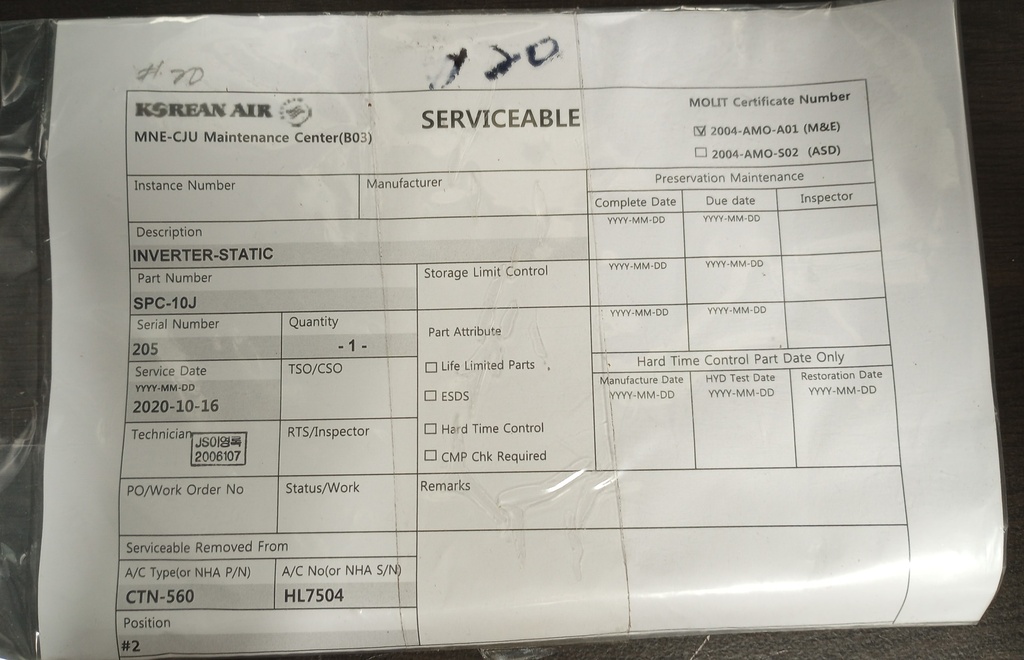 #20
#20
KOREAN AIR
MNE-CJU Maintenance Center(B03)
SERVICEABLE
MOLIT Certificate Number
2004-AMO-A01 (M&E)
2004-AMO-S02 (ASD)
Instance Number
Manufacturer
Preservation Maintenance
Complete Date
Due date
Inspector
YYYY-MM-DD
YYYY-MM-DD
Description
INVERTER-STATIC
Part Number
SPC-10J
Storage Limit Control
YYYY-MM-DD
YYYY-MM-DD
Serial Number
205
Quantity
- 1 -
Part Attribute
Life Limited Parts
ESDS
Hard Time Control
CMP Chk Required
YYYY-MM-DD
YYYY-MM-DD
Hard Time Control Part Date Only
Manufacture Date
YYYY-MM-DD
HYD Test Date
YYYY-MM-DD
Restoration Date
YYYY-MM-DD
Service Date
YYYY-MM-DD
2020-10-16
TSO/CSO
Technician
JS이영록
2006107
RTS/Inspector
PO/Work Order No
Status/Work
Remarks
Serviceable Removed From
A/C Type(or NHA P/N)
CTN-560
A/C No(or NHA S/N)
HL7504
Position
#2